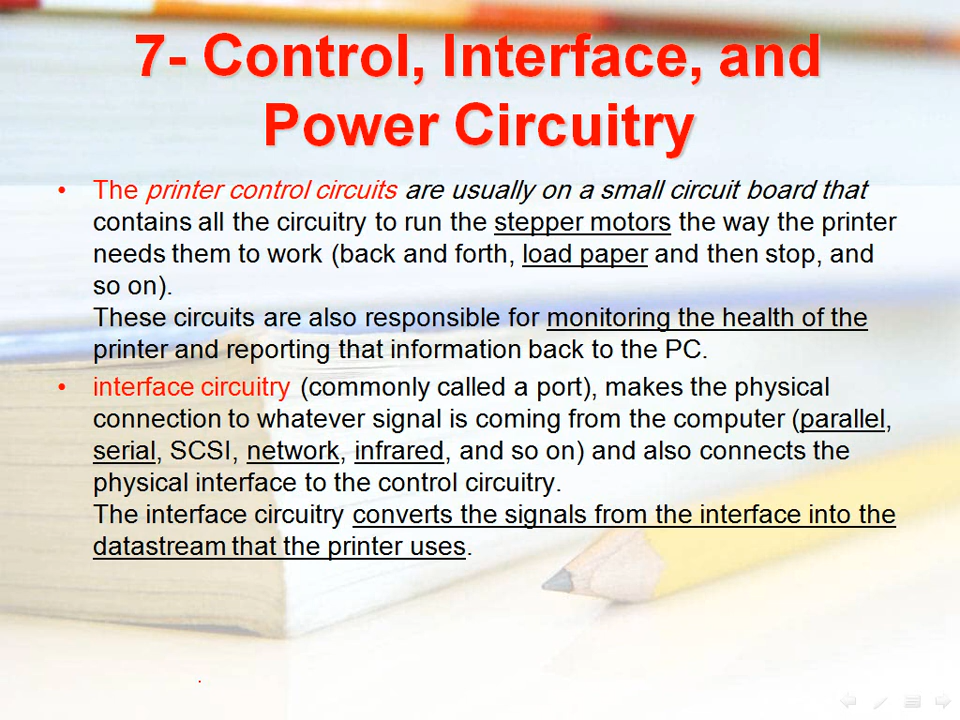 7- Control, Interface, and
Power Circuitry
• The printer control circuits are usually on a small circuit board that
contains all the circuitry to run the stepper motors the way the printer
needs them to work (back and forth, load paper and then stop, and
so on).
These circuits are also responsible for monitoring the health of the
printer and reporting that information back to the PC.
• interface circuitry (commonly called a port), makes the physical
connection to whatever signal is coming from the computer (parallel,
serial, SCSI, network, infrared, and so on) and also connects the
physical interface to the control circuitry.
The interface circuitry converts the signals from the interface into the
datastream that the printer uses.
.